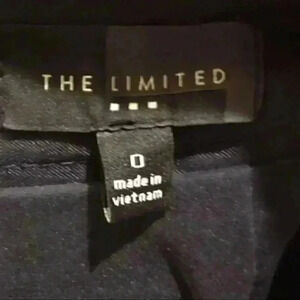 THE LIMITED
0
made in
vietnam